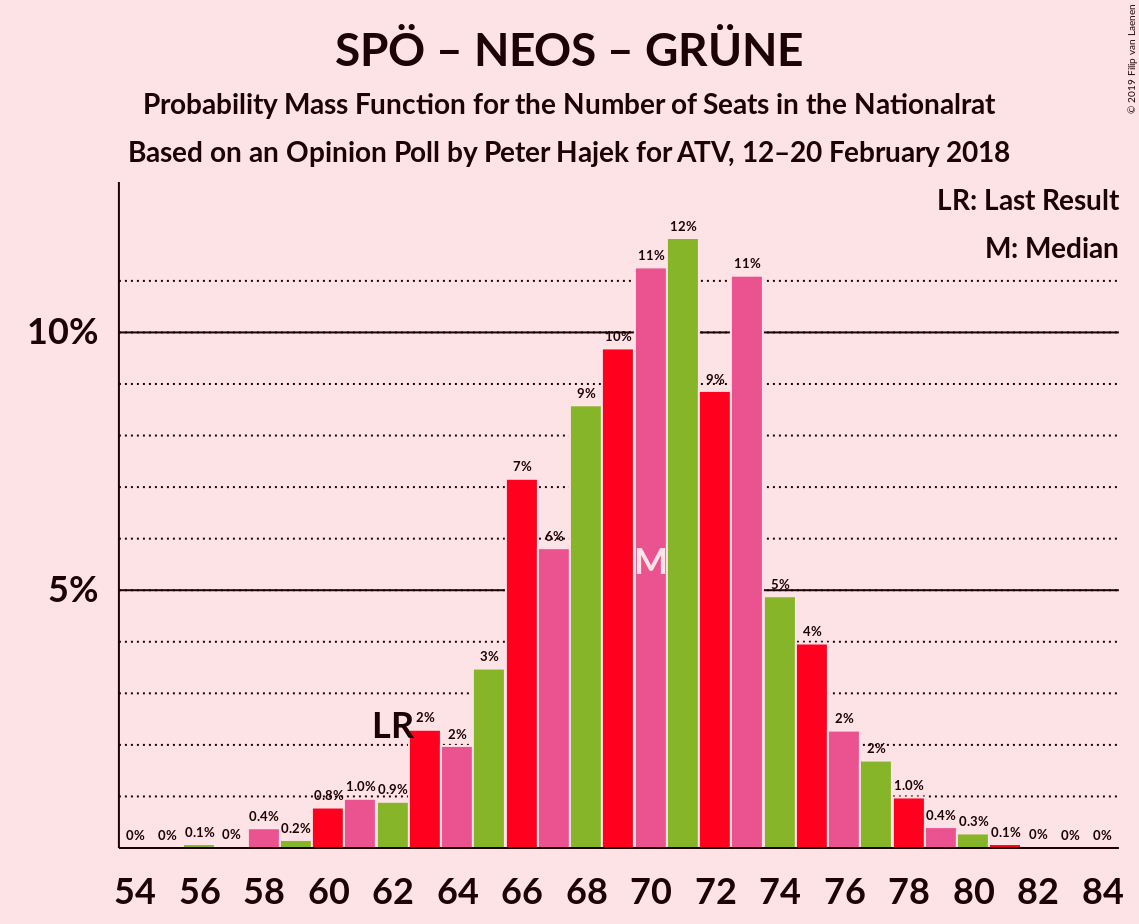 SPÖ – NEOS – GRÜNE
Probability Mass Function for the Number of Seats in the Nationalrat
Based on an Opinion Poll by Peter Hajek for ATV, 12–20 February 2018
© 2019 Filip van Laenen
LR: Last Result
M: Median
10%
5%
0% 0% 0.1% 0% 0.4% 0.2% 0.8% 1.0% 0.9% 2% 2% 3% 7% 6% 9% 10% 11% 12% 9% 11% 5% 4% 2% 2% 1.0% 0.4% 0.3% 0.1% 0% 0% 0%
LR
M
54 56 58 60 62 64 66 68 70 72 74 76 78 80 82 84